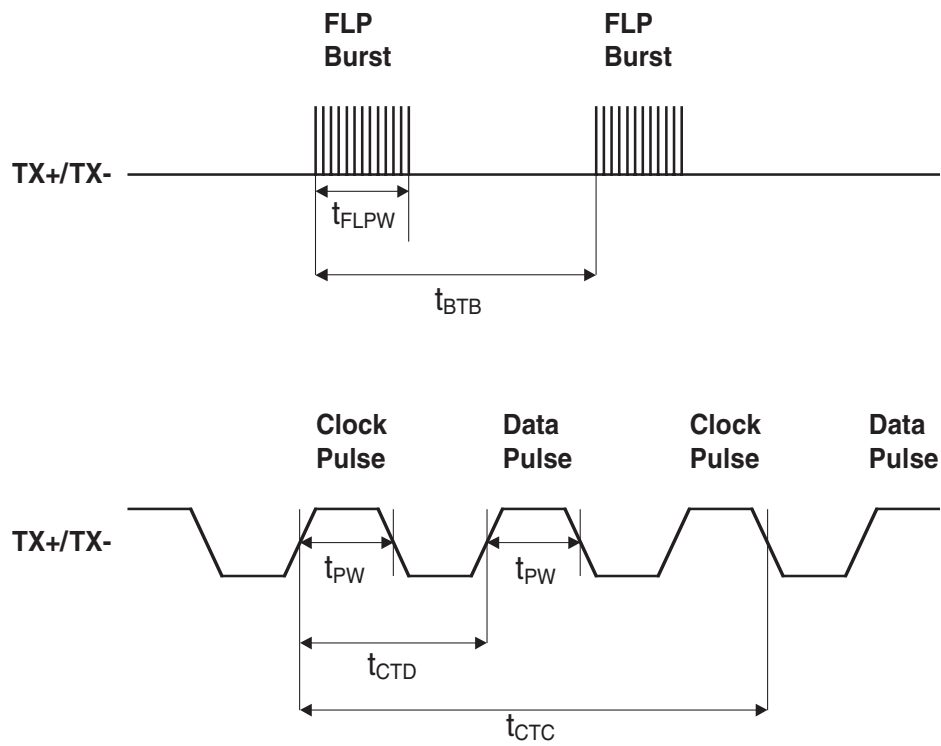 FLP
Burst
FLP
Burst
TX+/TX-
tFLPW
tBTB
Clock
Pulse
Data
Pulse
Clock
Pulse
Data
Pulse
TX+/TX-
tPW
tPW
tCTD
tCTC